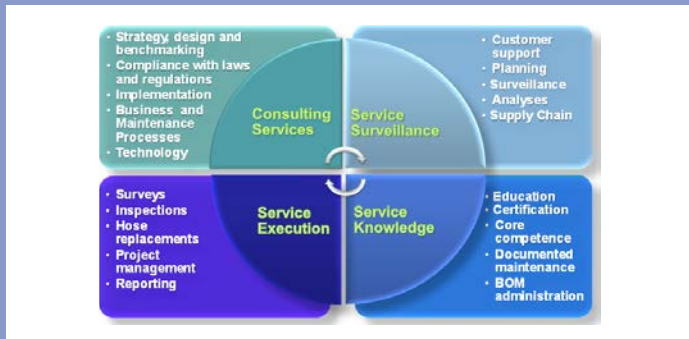 • Strategy, design and
benchmarking
• Compliance with laws
and regulations
• Implementation
• Business and
Maintenance
Processes
• Technology
Consulting
Services
Service
Surveillance
• Customer
support
• Planning
• Surveillance
• Analyses
• Supply Chain
• Surveys
• Inspections
• Hose
replacements
• Project
management
• Reporting
Service
Execution
Service
Knowledge
• Education
• Certification
• Core
competence
• Documented
maintenance
• BOM
administration